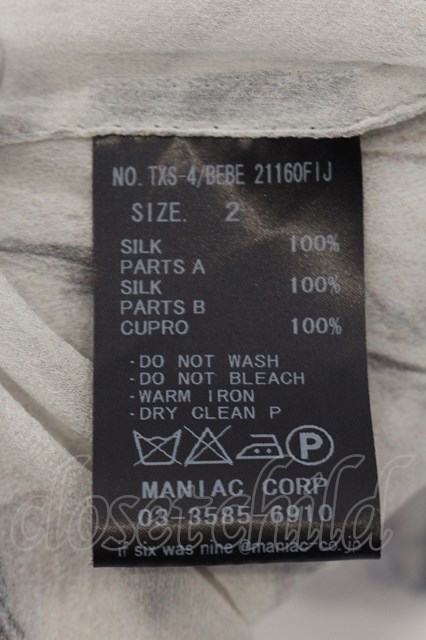 NO. TXS-4/BEBE 21160FIJ
SIZE. 2
SILK 100%
PARTS A
SILK 100%
PARTS B
CUPRO 100%
·DO NOT WASH
·DO NOT BLEACH
·WARM IRON
·DRY CLEAN P
P
MANIAC CORP
closetchild
03-3585-6910
if six was nine @maniac-co.jp